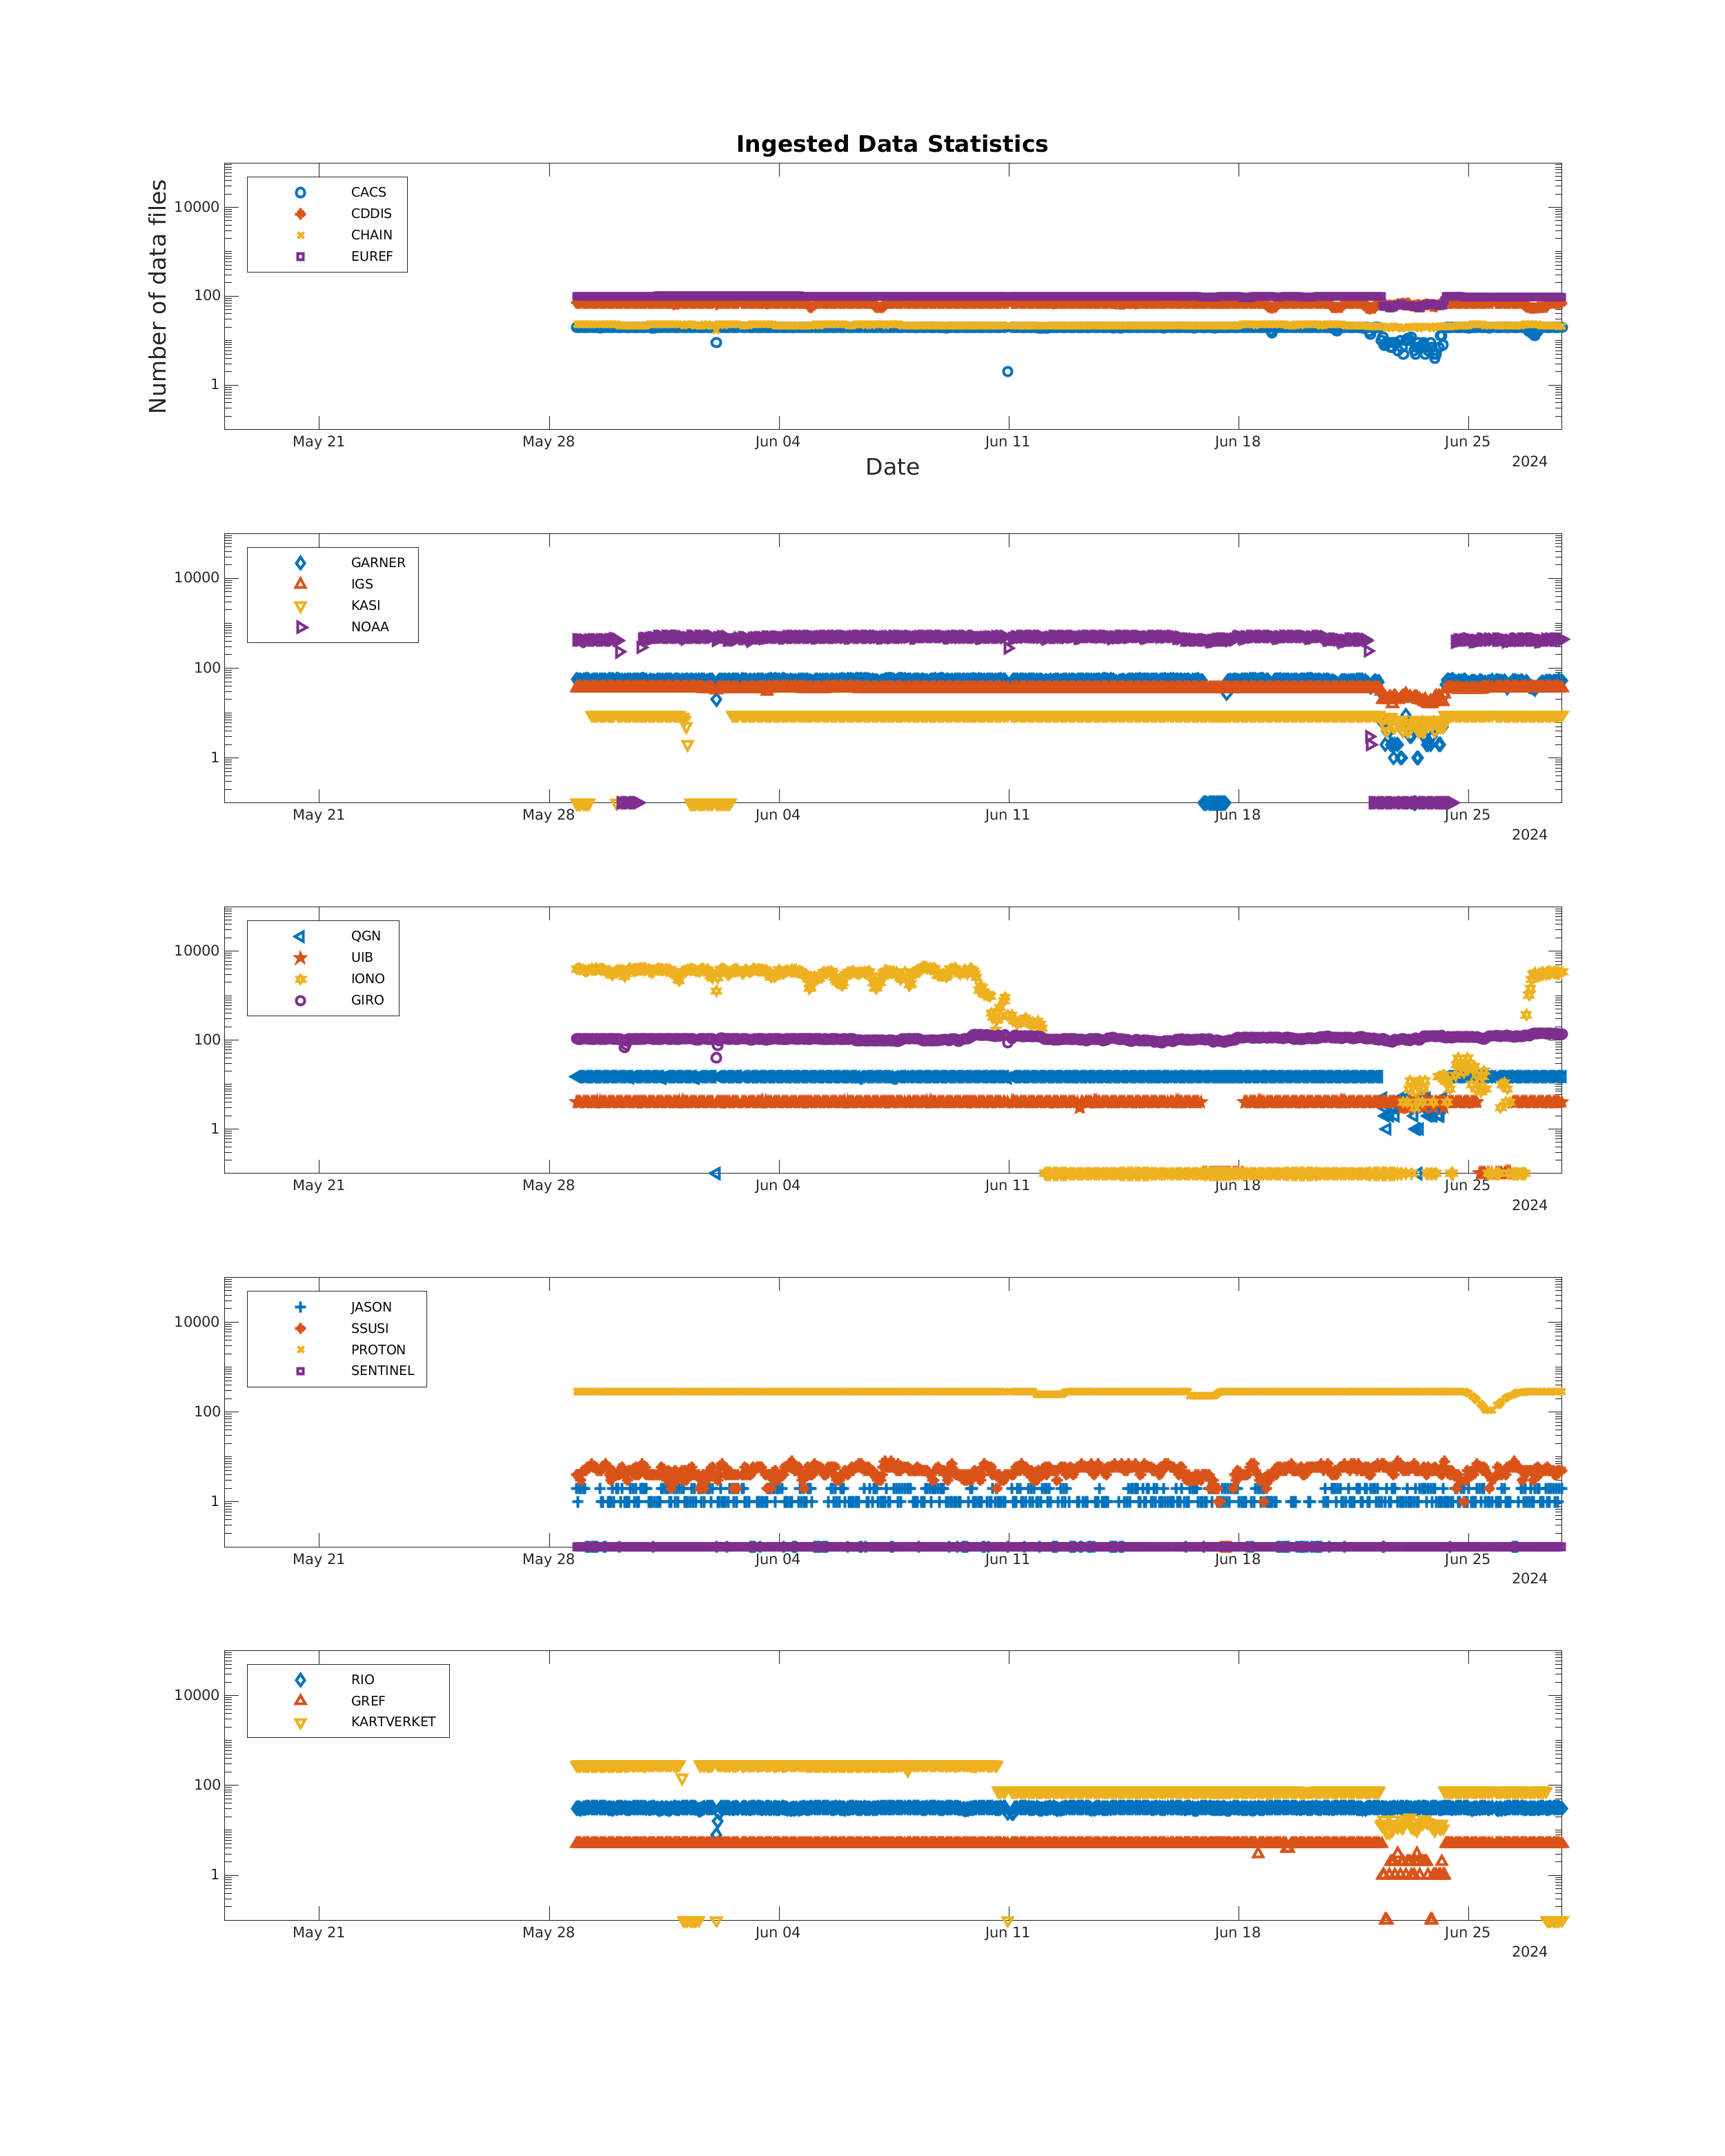 Ingested Data Statistics
Number of data files
CACS
CDDIS
CHAIN
EUREF
10000
100
1
May 21 May 28 Jun 04 Jun 11 Jun 18 Jun 25
Date
2024
GARNER
IGS
KASI
NOAA
10000
100
1
May 21 May 28 Jun 04 Jun 11 Jun 18 Jun 25
2024
QGN
UIB
IONO
GIRO
10000
100
1
May 21 May 28 Jun 04 Jun 11 Jun 18 Jun 25
2024
JASON
SSUSI
PROTON
SENTINEL
10000
100
1
May 21 May 28 Jun 04 Jun 11 Jun 18 Jun 25
2024
RIO
GREF
KARTVERKET
10000
100
1
May 21 May 28 Jun 04 Jun 11 Jun 18 Jun 25
2024